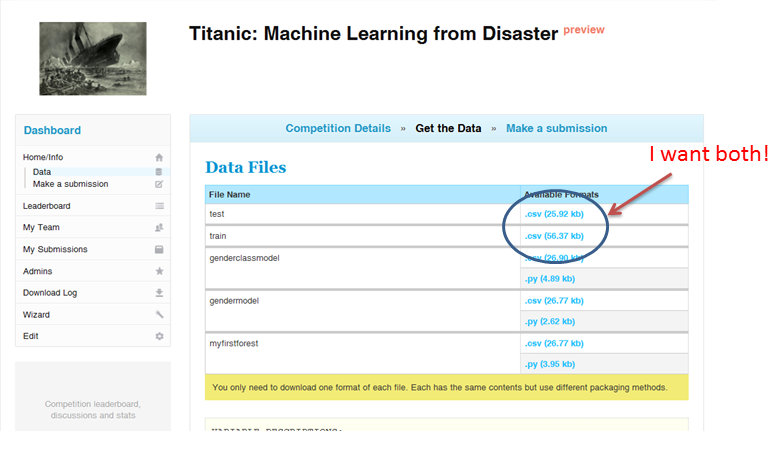 Titanic: Machine Learning from Disaster preview
Dashboard
Home/Info
Data
Make a submission
Leaderboard
My Team
My Submissions
Admins
Download Log
Wizard
Edit
Competition leaderboard,
discussions and stats
Competition Details » Get the Data » Make a submission
I want both!
Data Files
File Name Available Formats
test .csv (25.92 kb)
train .csv (56.37 kb)
genderclassmodel .csv (26.90 kb)
.py (4.89 kb)
gendermodel .csv (26.77 kb)
.py (2.62 kb)
myfirstforest .csv (26.77 kb)
.py (3.95 kb)
You only need to download one format of each file. Each has the same contents but use different packaging methods.
VARIABLE DESCRIPTIONS: